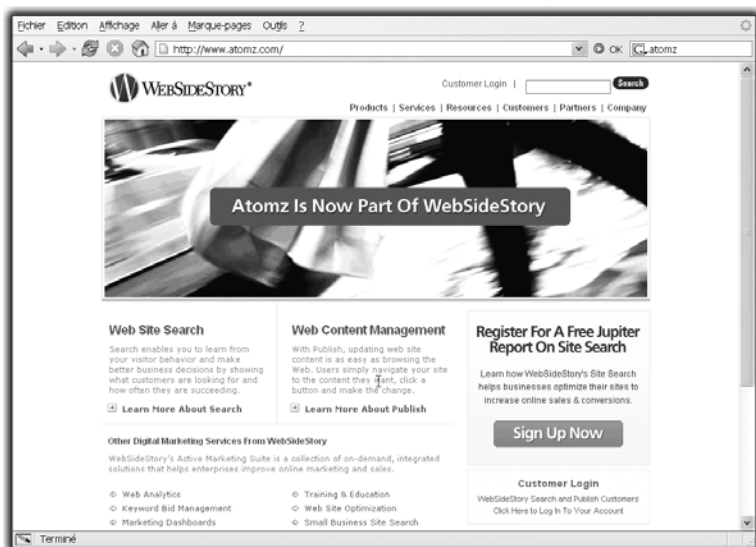 Fichier Edition Affichage Aller à Marque-pages Outils ?
http://www.atomz.com/ OK G atomz
WEBSIDESTORY®
Customer Login | Search
Products | Services | Resources | Customers | Partners | Company
Atomz Is Now Part Of WebSideStory
Web Site Search
Search enables you to learn from
your visitor behavior and make
better business decisions by showing
what customers are looking for and
how often they are succeeding.
Learn More About Search
Web Content Management
With Publish, updating web site
content is as easy as browsing the
Web. Users simply navigate your site
to the content they want, click a
button and make the change.
Learn More About Publish
Register For A Free Jupiter
Report On Site Search
Learn how WebSideStory's Site Search
helps businesses optimize their sites to
increase online sales & conversions.
Sign Up Now
Other Digital Marketing Services From WebSideStory
WebSideStory's Active Marketing Suite is a collection of on-demand, integrated
solutions that helps enterprises improve online marketing and sales.
Web Analytics
Keyword Bid Management
Marketing Dashboards
Training & Education
Web Site Optimization
Small Business Site Search
Customer Login
WebSideStory Search and Publish Customers
Click Here to Log In To Your Account
Terminé